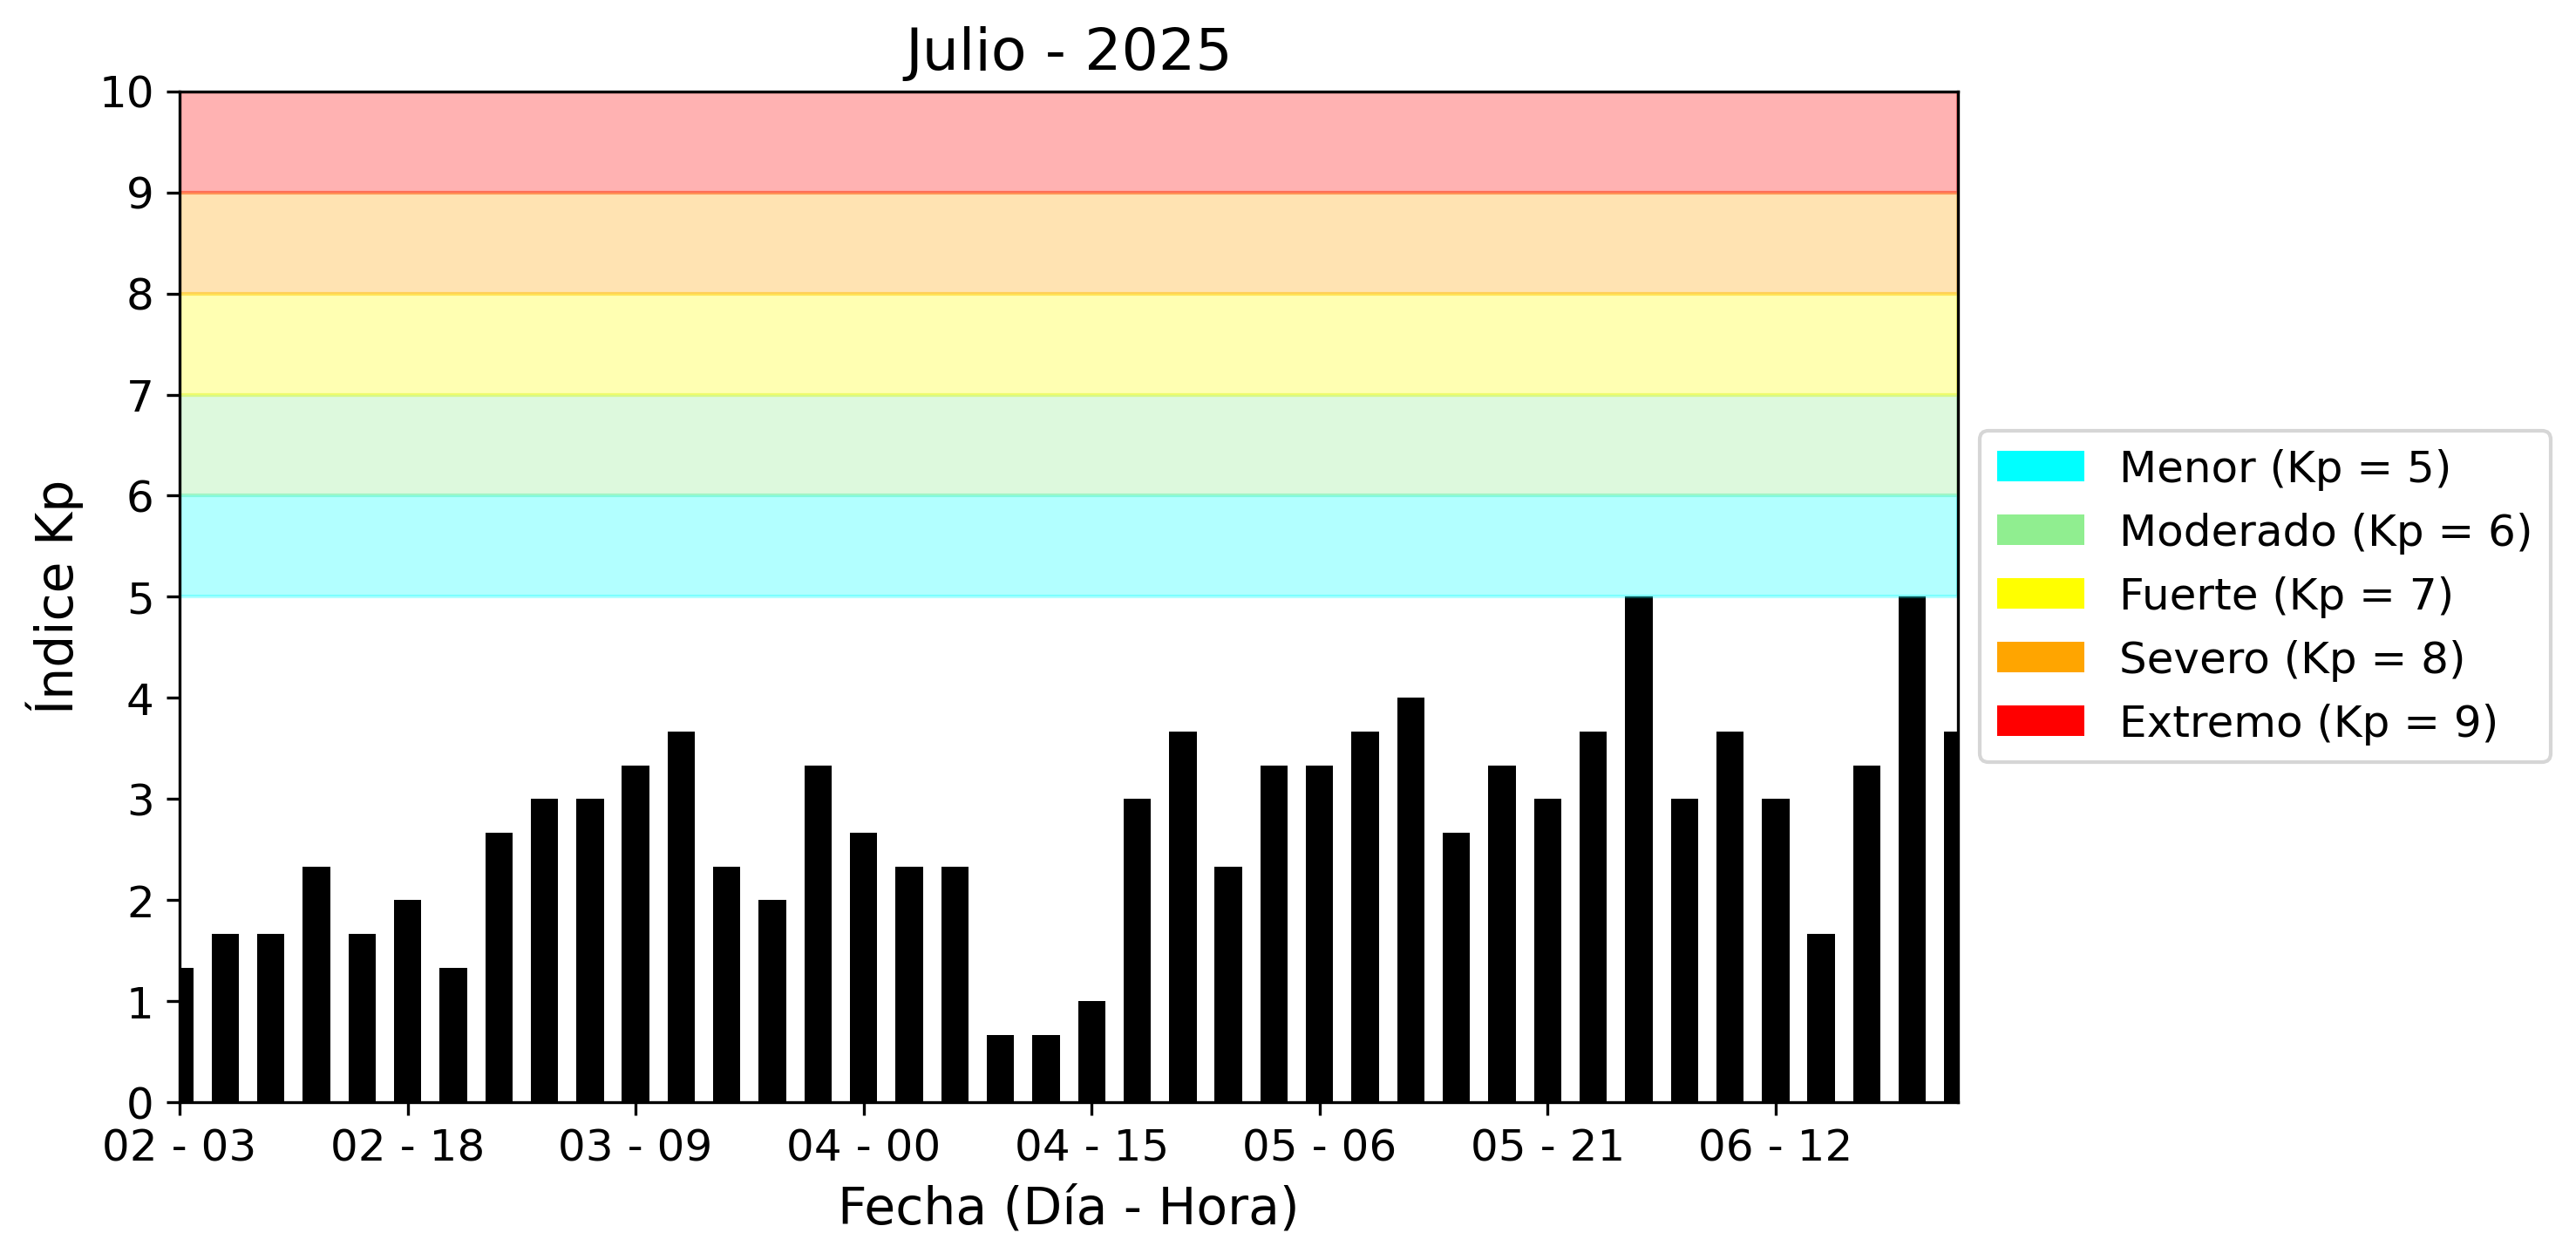 Julio - 2025
10
9
8
7
6
5
4
3
2
1
0
Índice Kp
02 - 03
02 - 18
03 - 09
04 - 00
04 - 15
05 - 06
05 - 21
06 - 12
Fecha (Día - Hora)
Menor (Kp = 5)
Moderado (Kp = 6)
Fuerte (Kp = 7)
Severo (Kp = 8)
Extremo (Kp = 9)